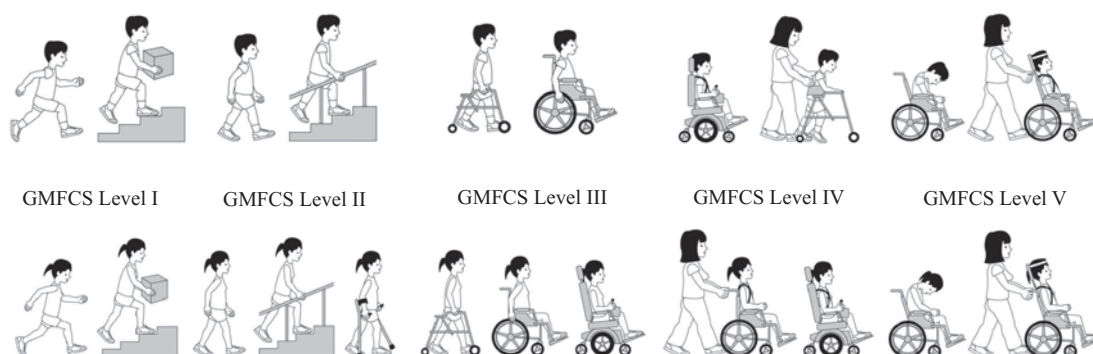 GMFCS Level I
GMFCS Level II
GMFCS Level III
GMFCS Level IV
GMFCS Level V